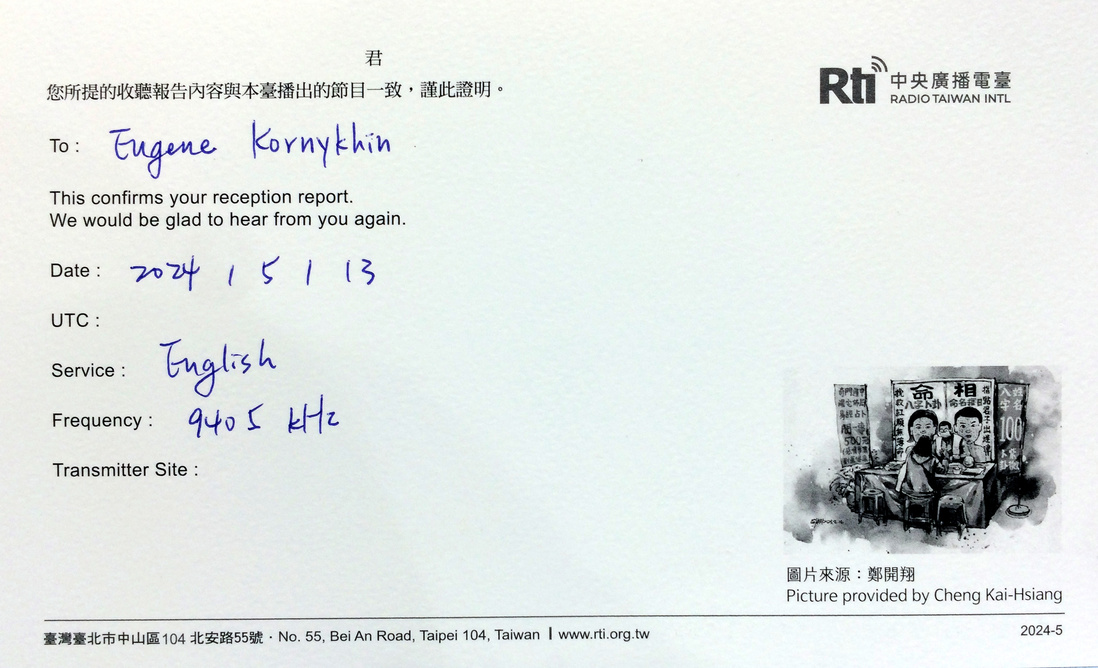 君
您所提的收聽報告內容與本臺播出的節目一致，謹此證明。
Rti 中央廣播電臺
RADIO TAIWAN INTL
To : Eugene Kornykhin
This confirms your reception report.
We would be glad to hear from you again.
Date : 2024 / 5 / 13
UTC :
Service : English
Frequency : 9405 kHz
Transmitter Site :
命相
八字卜卦
100
圖片來源：鄭開翔
Picture provided by Cheng Kai-Hsiang
臺灣臺北市中山區104 北安路55號 · No. 55, Bei An Road, Taipei 104, Taiwan | www.rti.org.tw
2024-5